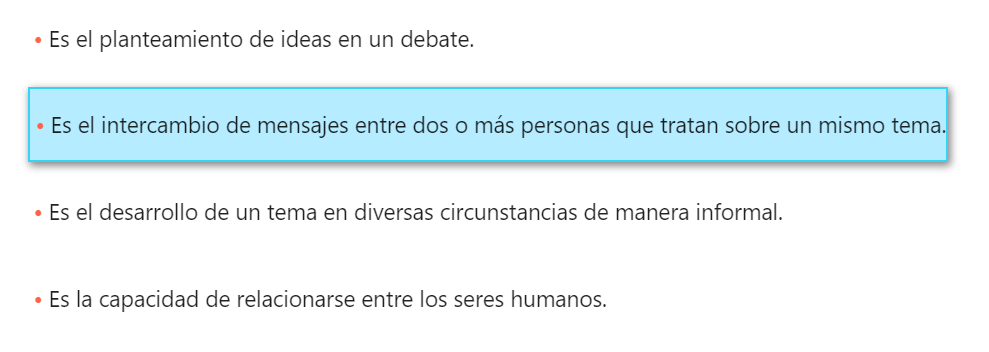 • Es el planteamiento de ideas en un debate.
• Es el intercambio de mensajes entre dos o más personas que tratan sobre un mismo tema.
• Es el desarrollo de un tema en diversas circunstancias de manera informal.
• Es la capacidad de relacionarse entre los seres humanos.